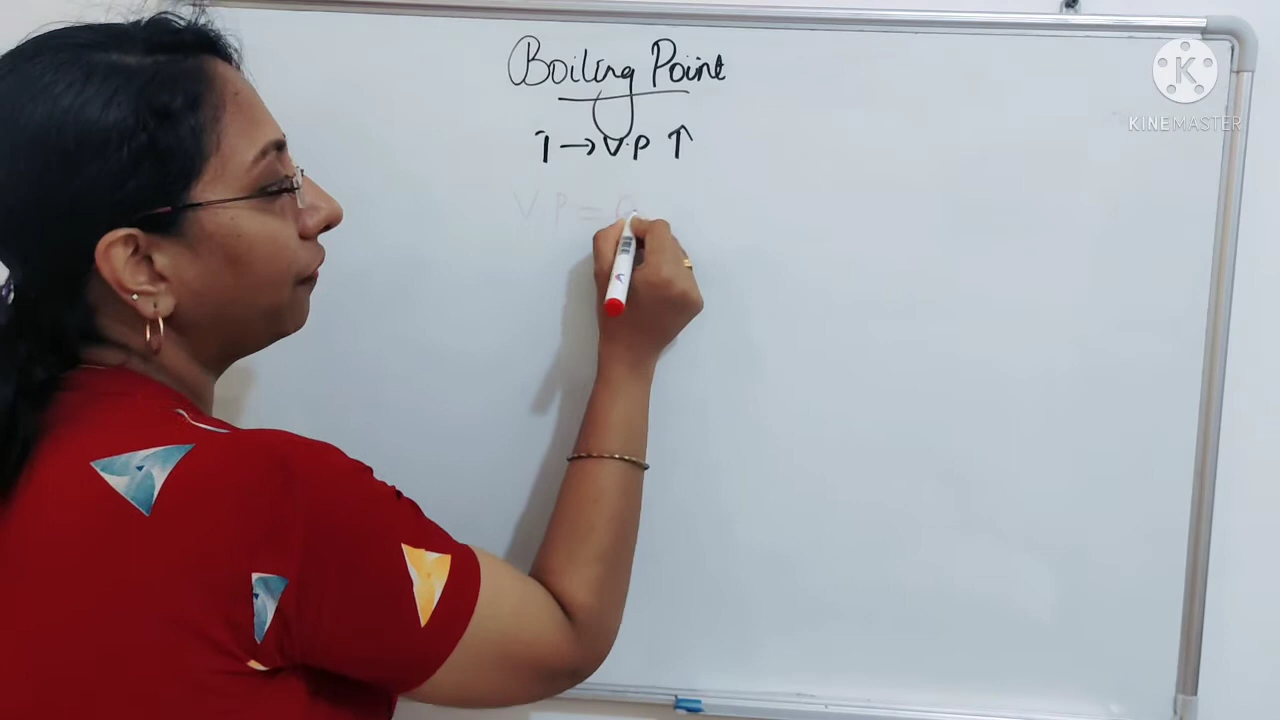 Boiling Point
↑ → V.P ↑
V P =
K
KINEMASTER